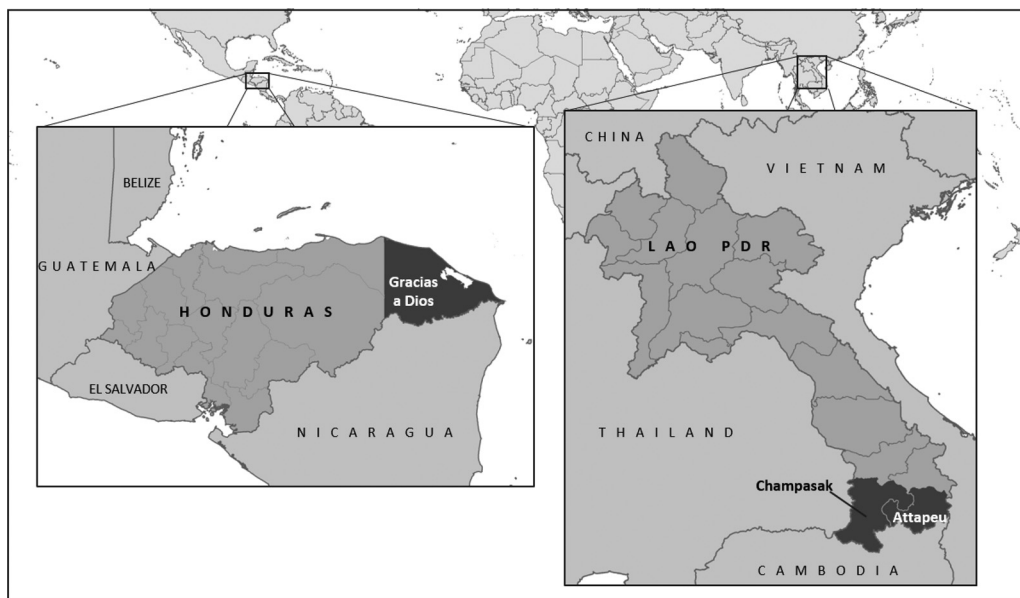 BELIZE
GUATEMALA
HONDURAS
Gracias
a Dios
EL SALVADOR
NICARAGUA
CHINA
VIETNAM
LAO PDR
THAILAND
Champasak
Attapeu
CAMBODIA